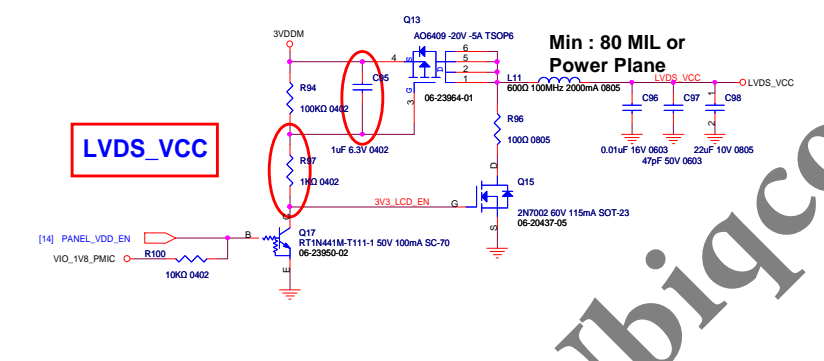 Q13
3VDDM
AO6409 -20V -5A TSOP6
Min : 80 MIL or
Power Plane
4
S
D
G
3
6
5
2
1
C95
R94
100KΩ 0402
06-23964-01
L11
600Ω 100MHz 2000mA 0805
LVDS_VCC
LVDS_VCC
C96
C97
1
C98
2
R96
100Ω 0805
1uF 6.3V 0402
0.01uF 16V 0603
22uF 10V 0805
47pF 50V 0603
LVDS_VCC
R97
1KΩ 0402
D
Q15
3V3_LCD_EN
G
2N7002 60V 115mA SOT-23
06-20437-05
S
C
[14] PANEL_VDD_EN
B
Q17
RT1N441M-T111-1 50V 100mA SC-70
06-23950-02
VIO_1V8_PMIC
R100
10KΩ 0402
E
Ubiqco